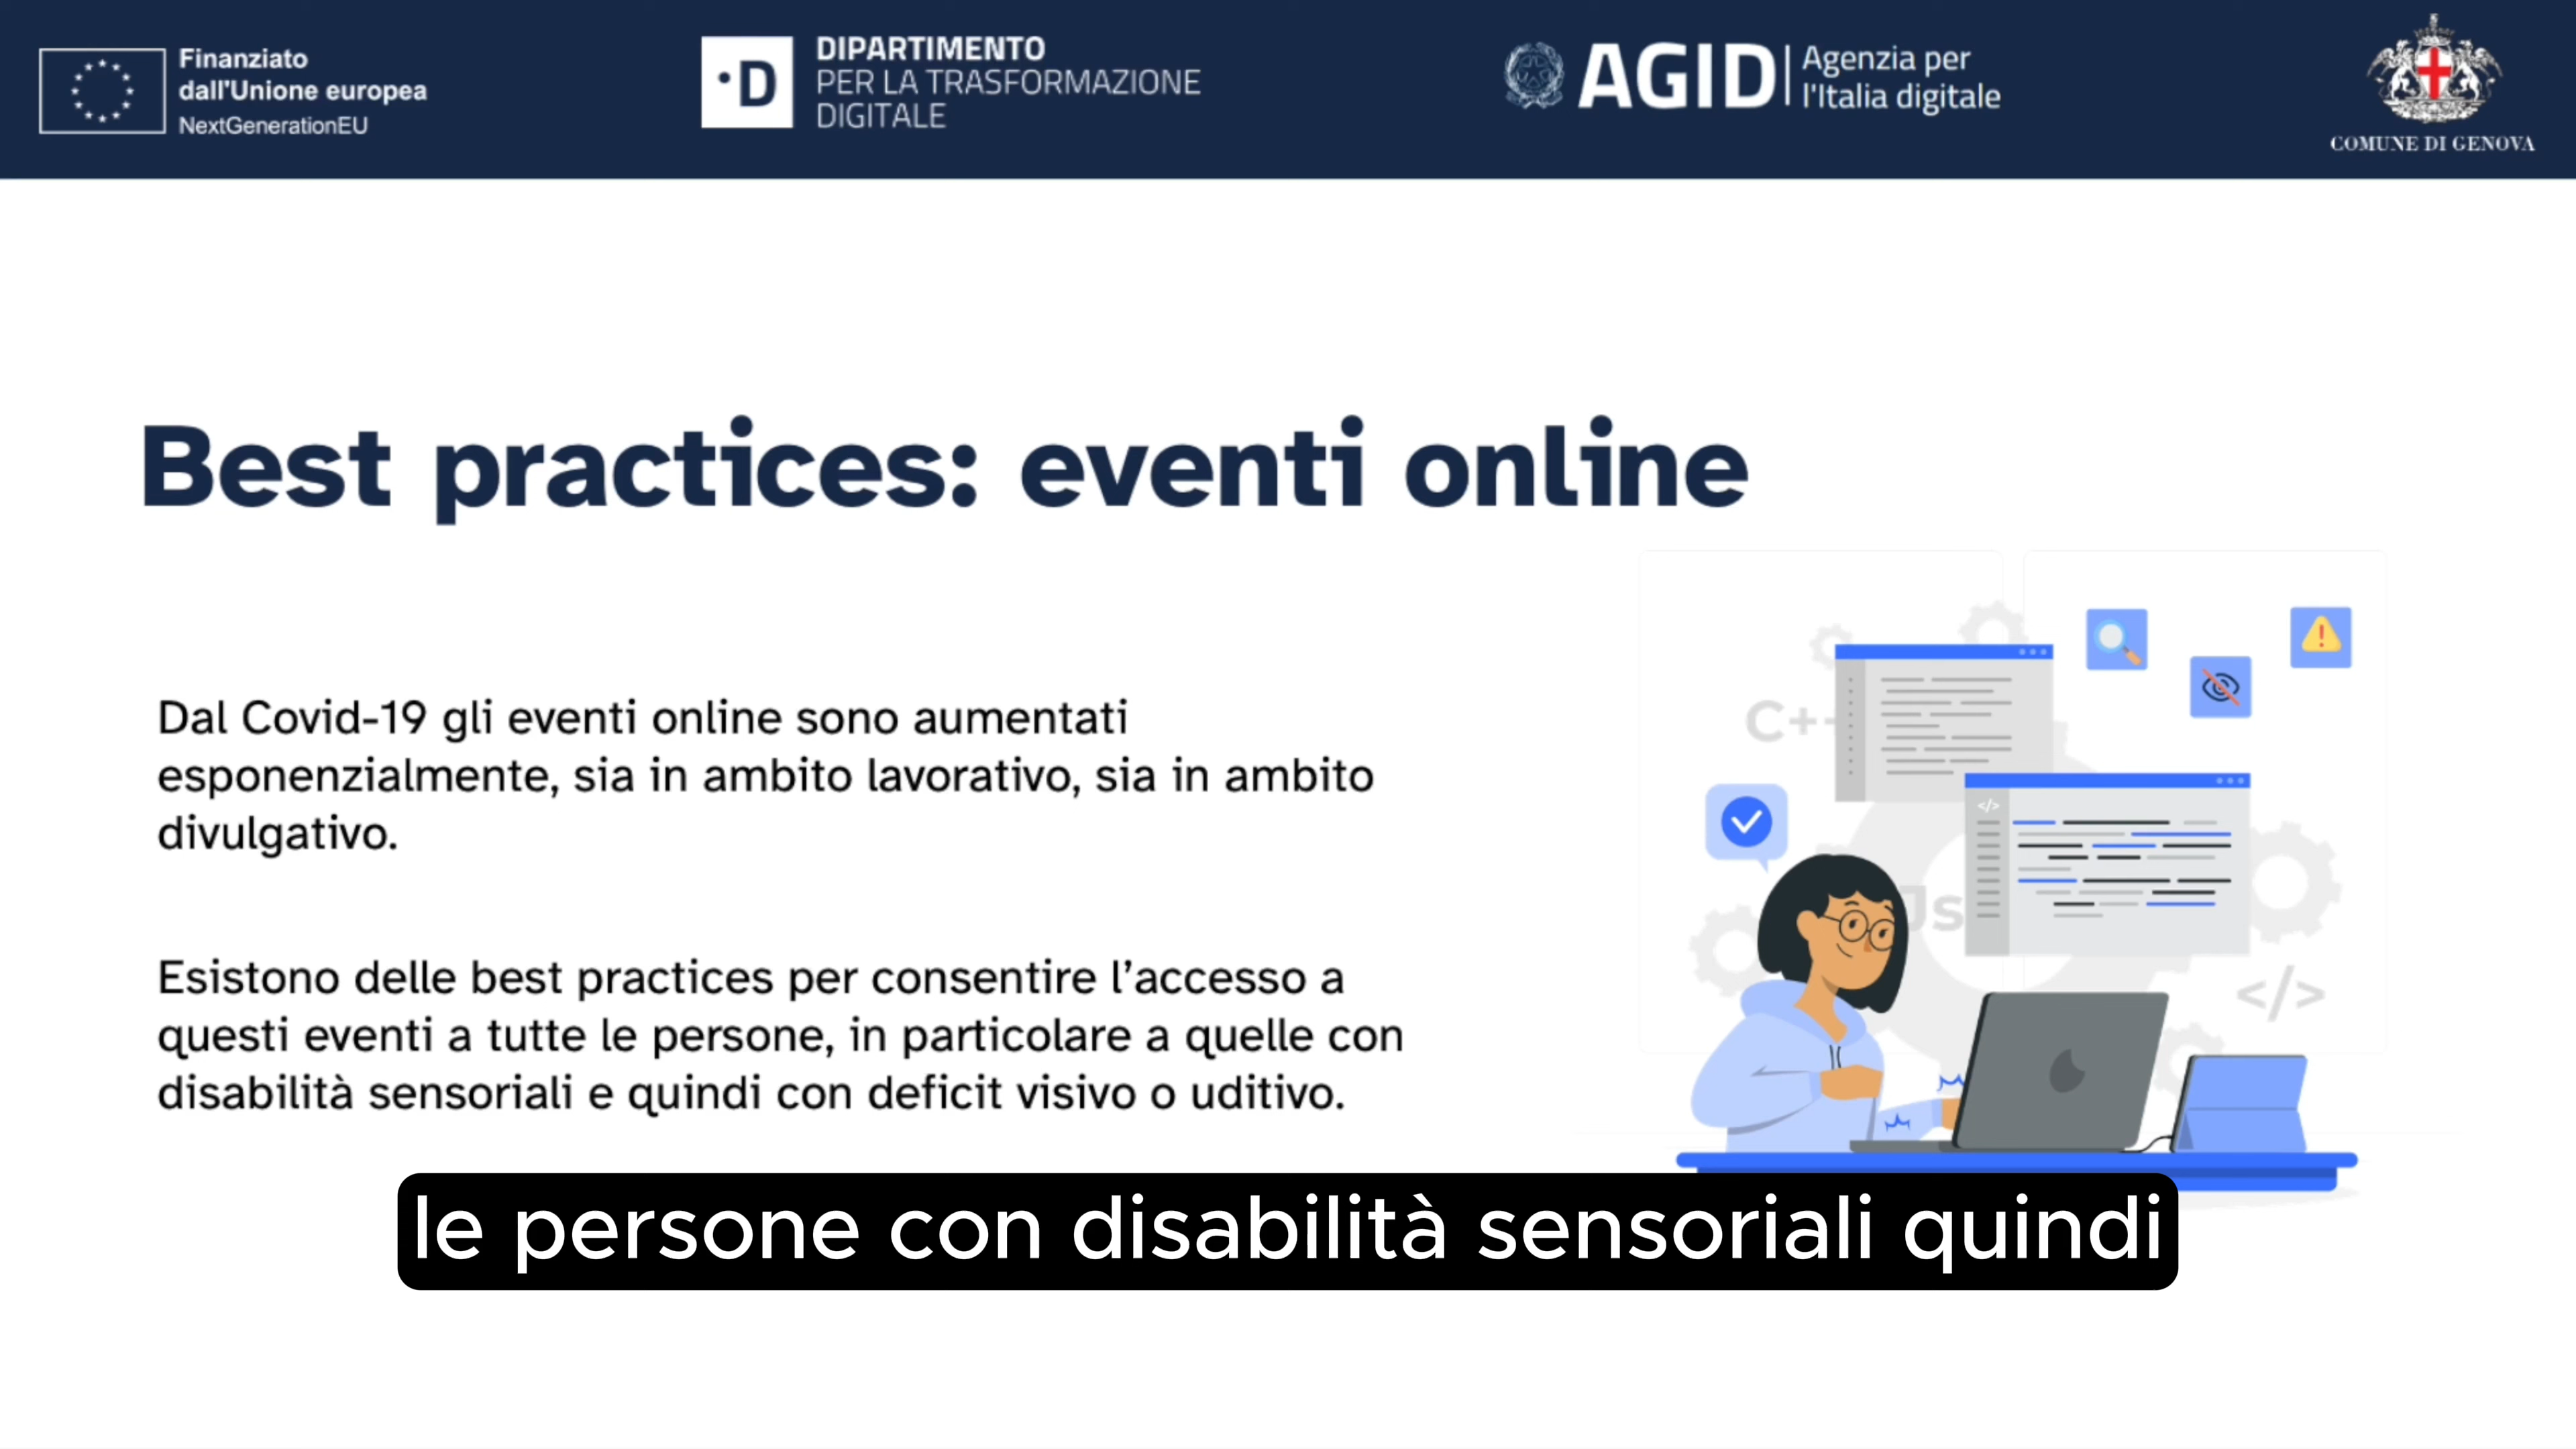 Finanziato
dall'Unione europea
NextGenerationEU
·D
DIPARTIMENTO
PER LA TRASFORMAZIONE
DIGITALE
AGID
Agenzia per
l'Italia digitale
COMUNE DI GENOVA
Best practices: eventi online
Dal Covid-19 gli eventi online sono aumentati
esponenzialmente, sia in ambito lavorativo, sia in ambito
divulgativo.
Esistono delle best practices per consentire l’accesso a
questi eventi a tutte le persone, in particolare a quelle con
disabilità sensoriali e quindi con deficit visivo o uditivo.
C++
</>
Js
</>
le persone con disabilità sensoriali quindi